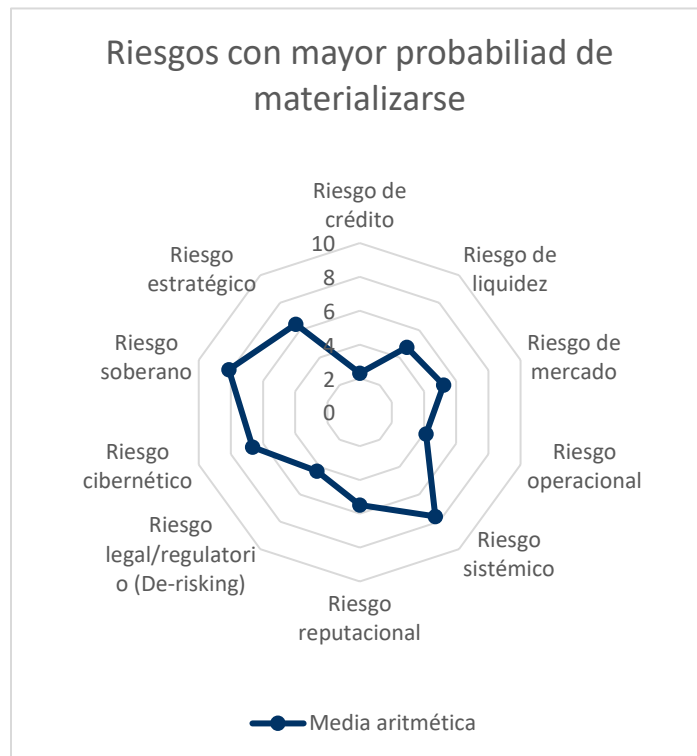 Riesgos con mayor probabiliad de
materializarse
Riesgo de
crédito
Riesgo de
liquidez
Riesgo de
mercado
Riesgo
operacional
Riesgo
sistémico
Riesgo
reputacional
Riesgo
legal/regulatori
o (De-risking)
Riesgo
cibernético
Riesgo
soberano
Riesgo
estratégico
10
8
6
4
2
0
Media aritmética